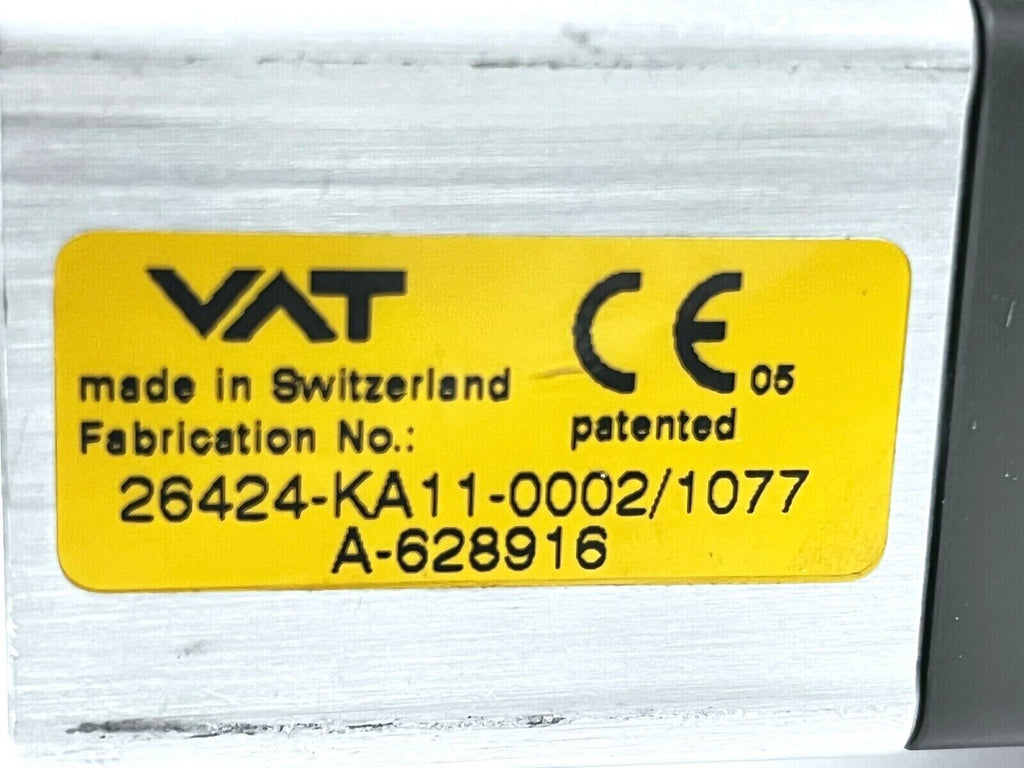 VAT
CE 05
made in Switzerland
patented
Fabrication No.:
26424-KA11-0002/1077
A-628916